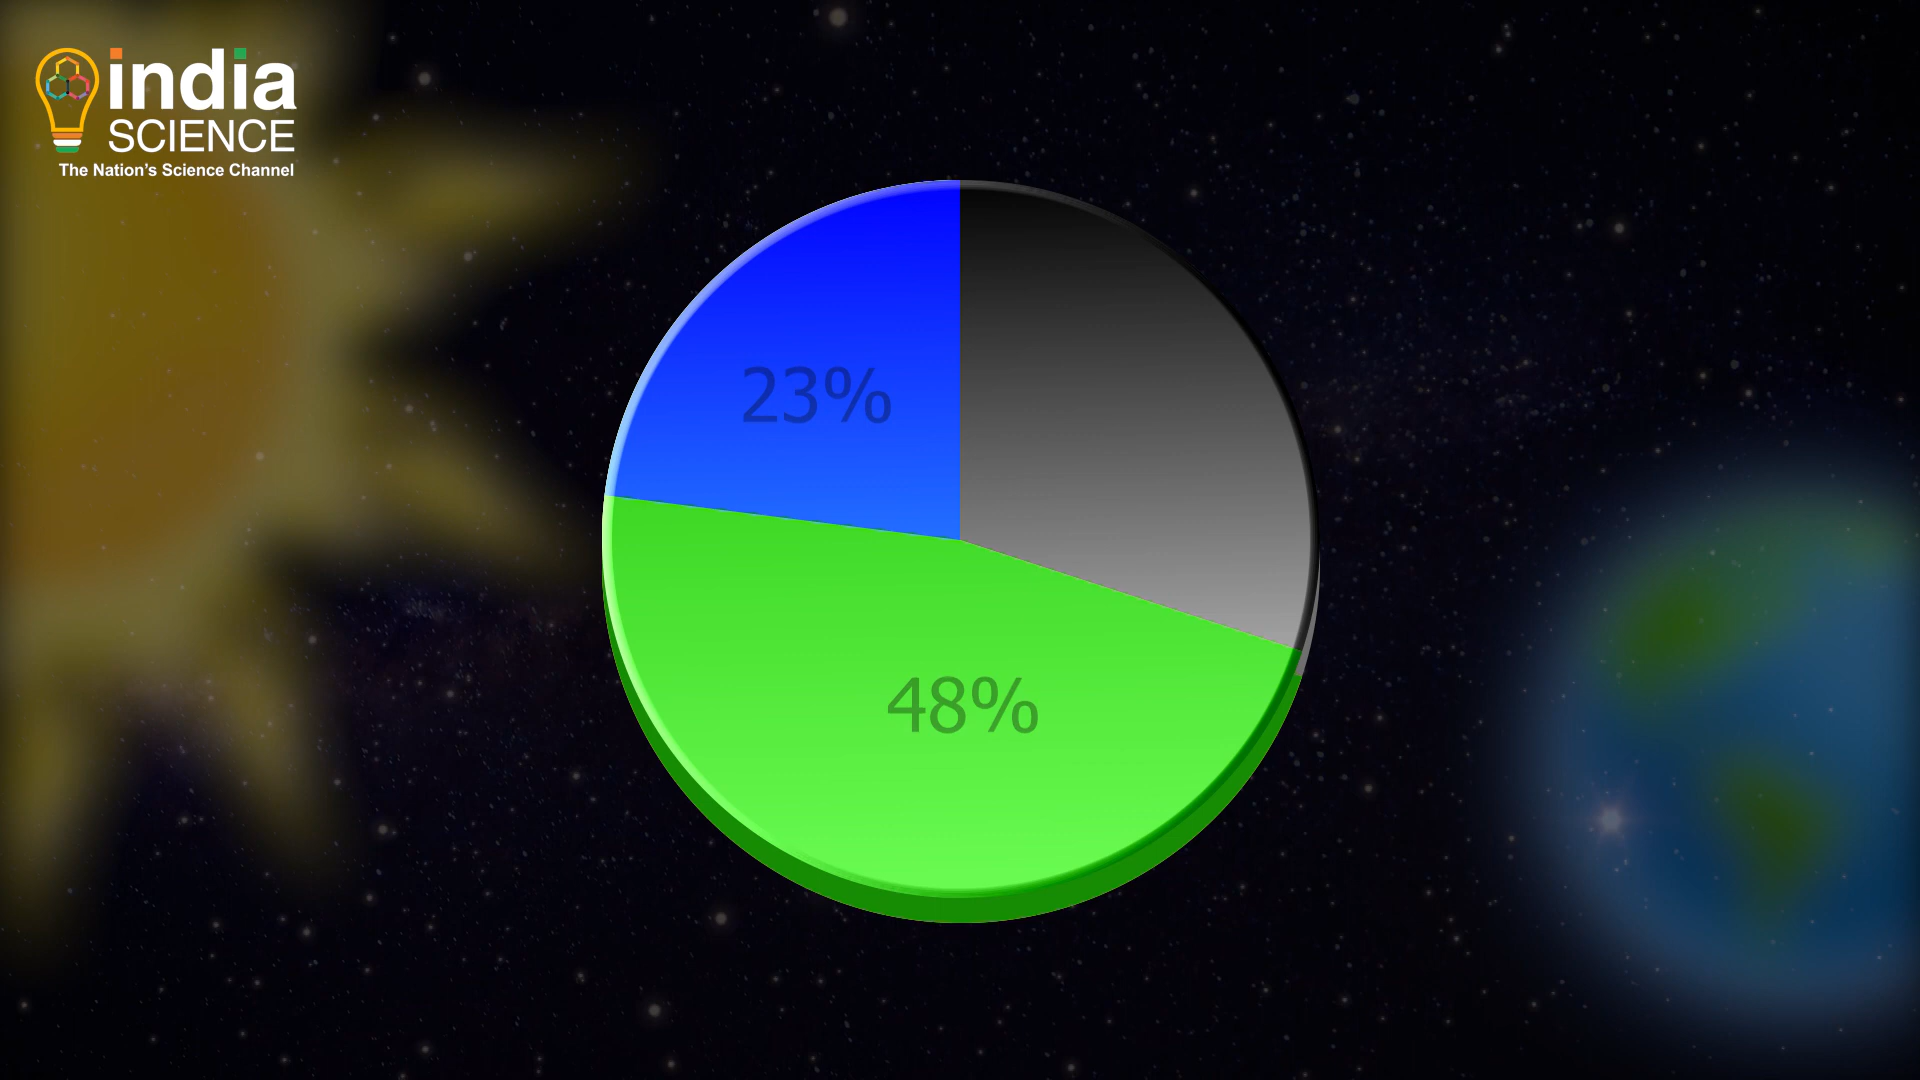 india
SCIENCE
The Nation's Science Channel
23%
48%